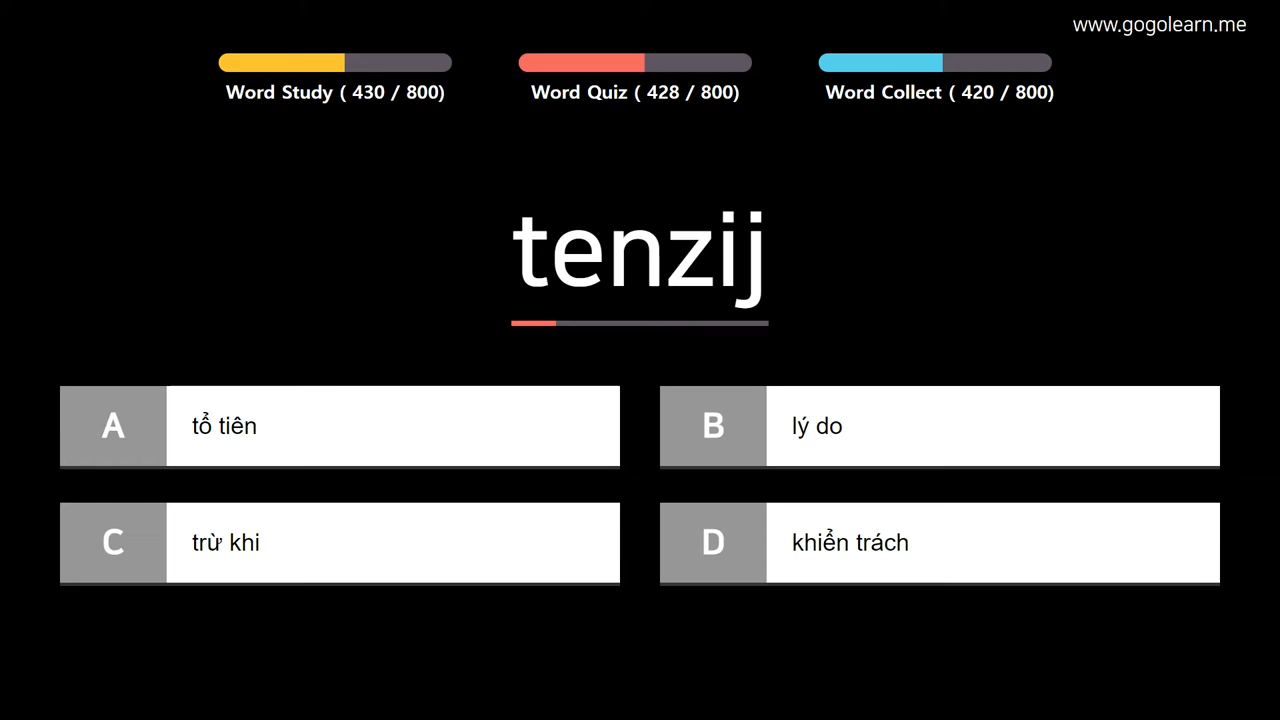 www.gogolearn.me
Word Study ( 430 / 800)
Word Quiz ( 428 / 800)
Word Collect ( 420 / 800)
tenzij
A tổ tiên
B lý do
C trừ khi
D khiển trách